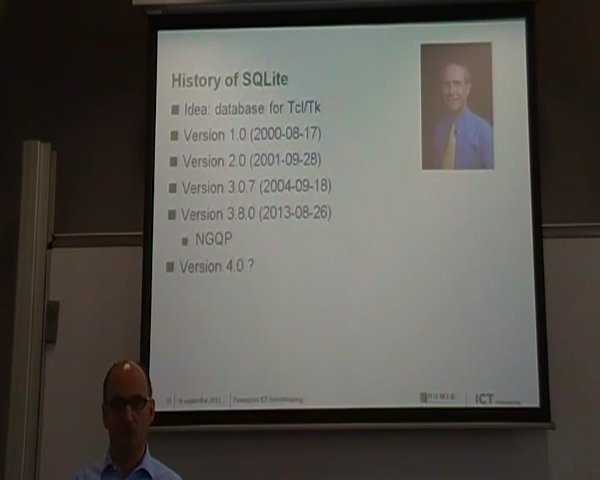 History of SQLite
Idea: database for Tcl/Tk
Version 1.0 (2000-08-17)
Version 2.0 (2001-09-28)
Version 3.0.7 (2004-09-18)
Version 3.8.0 (2013-08-26)
NGQP
Version 4.0 ?
ICT